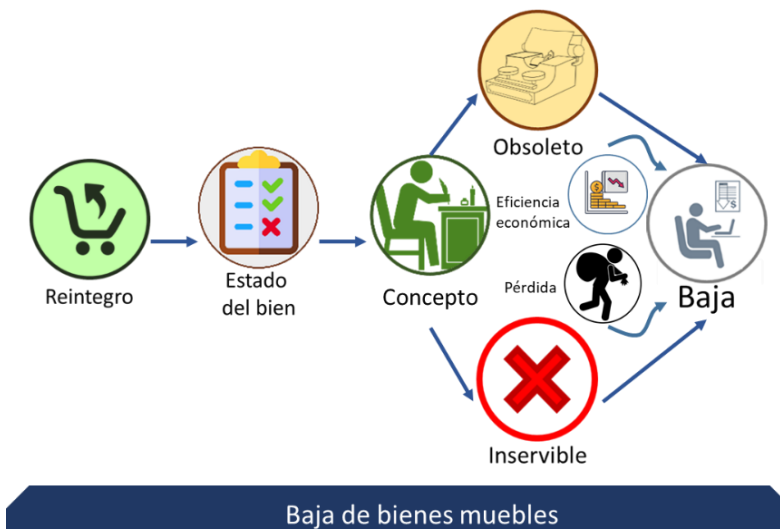 Reintegro
Estado
del bien
Concepto
Obsoleto
Eficiencia
económica
Pérdida
Inservible
$
$
Baja
Baja de bienes muebles